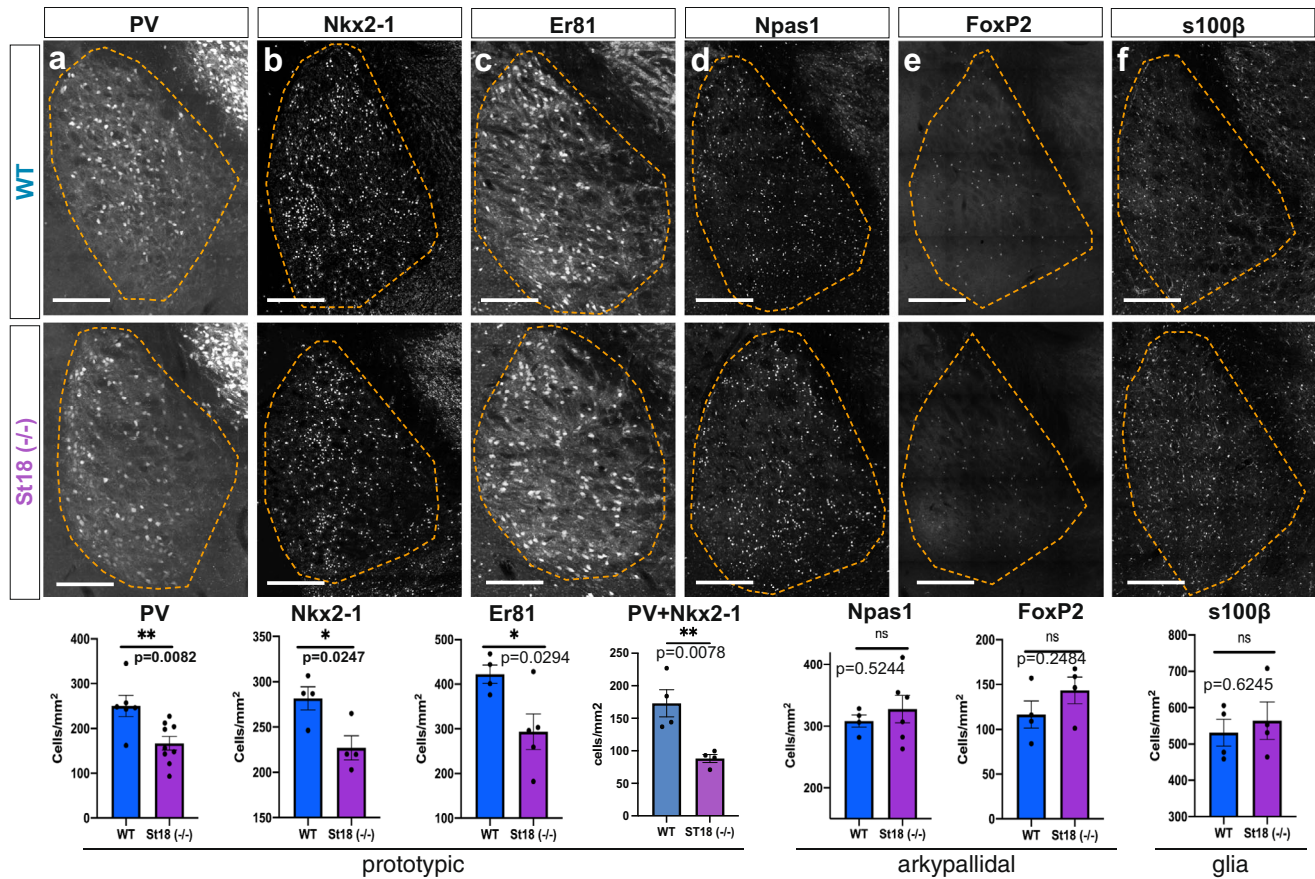 PV Nkx2-1 Er81 Npas1 FoxP2 s100β
a b c d e f
WT
St18 (-/-)
PV
**
p=0.0082
Cells/mm²
400
300
200
100
0
WT St18 (-/-)
Nkx2-1
*
p=0.0247
Cells/mm²
350
300
250
200
150
WT St18 (-/-)
Er81
*
p=0.0294
Cells/mm²
500
400
300
200
100
WT St18 (-/-)
PV+Nkx2-1
**
p=0.0078
cells/mm2
200
150
100
50
0
WT ST18 (-/-)
prototypic
Npas1
ns
p=0.5244
Cells/mm²
400
300
200
WT St18 (-/-)
FoxP2
ns
p=0.2484
Cells/mm²
200
150
100
50
0
WT St18 (-/-)
arkypallidal
s100β
ns
p=0.6245
Cells/mm²
800
700
600
500
400
300
WT St18 (-/-)
glia